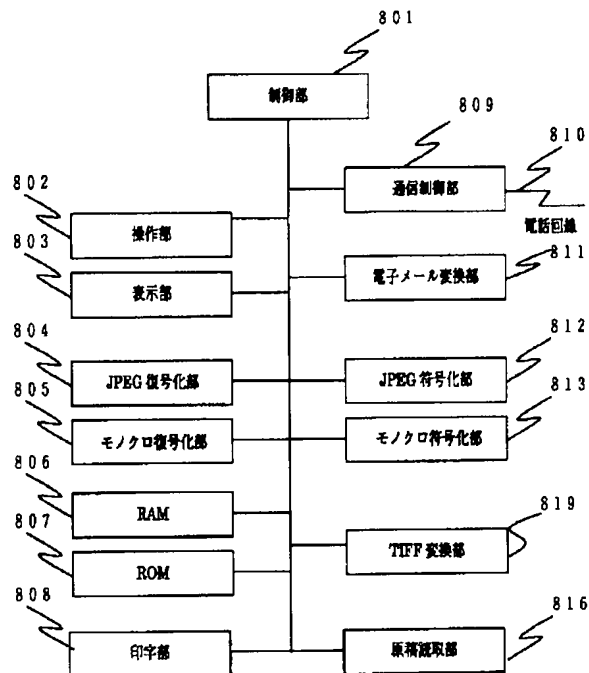 801
制御部
809
810
通信制御部
電話回線
802
操作部
803
表示部
811
電子メール変換部
804
JPEG 復号化部
812
JPEG 符号化部
805
モノクロ復号化部
813
モノクロ符号化部
806
RAM
807
ROM
819
TIFF 変換部
808
印字部
816
原稿読取部